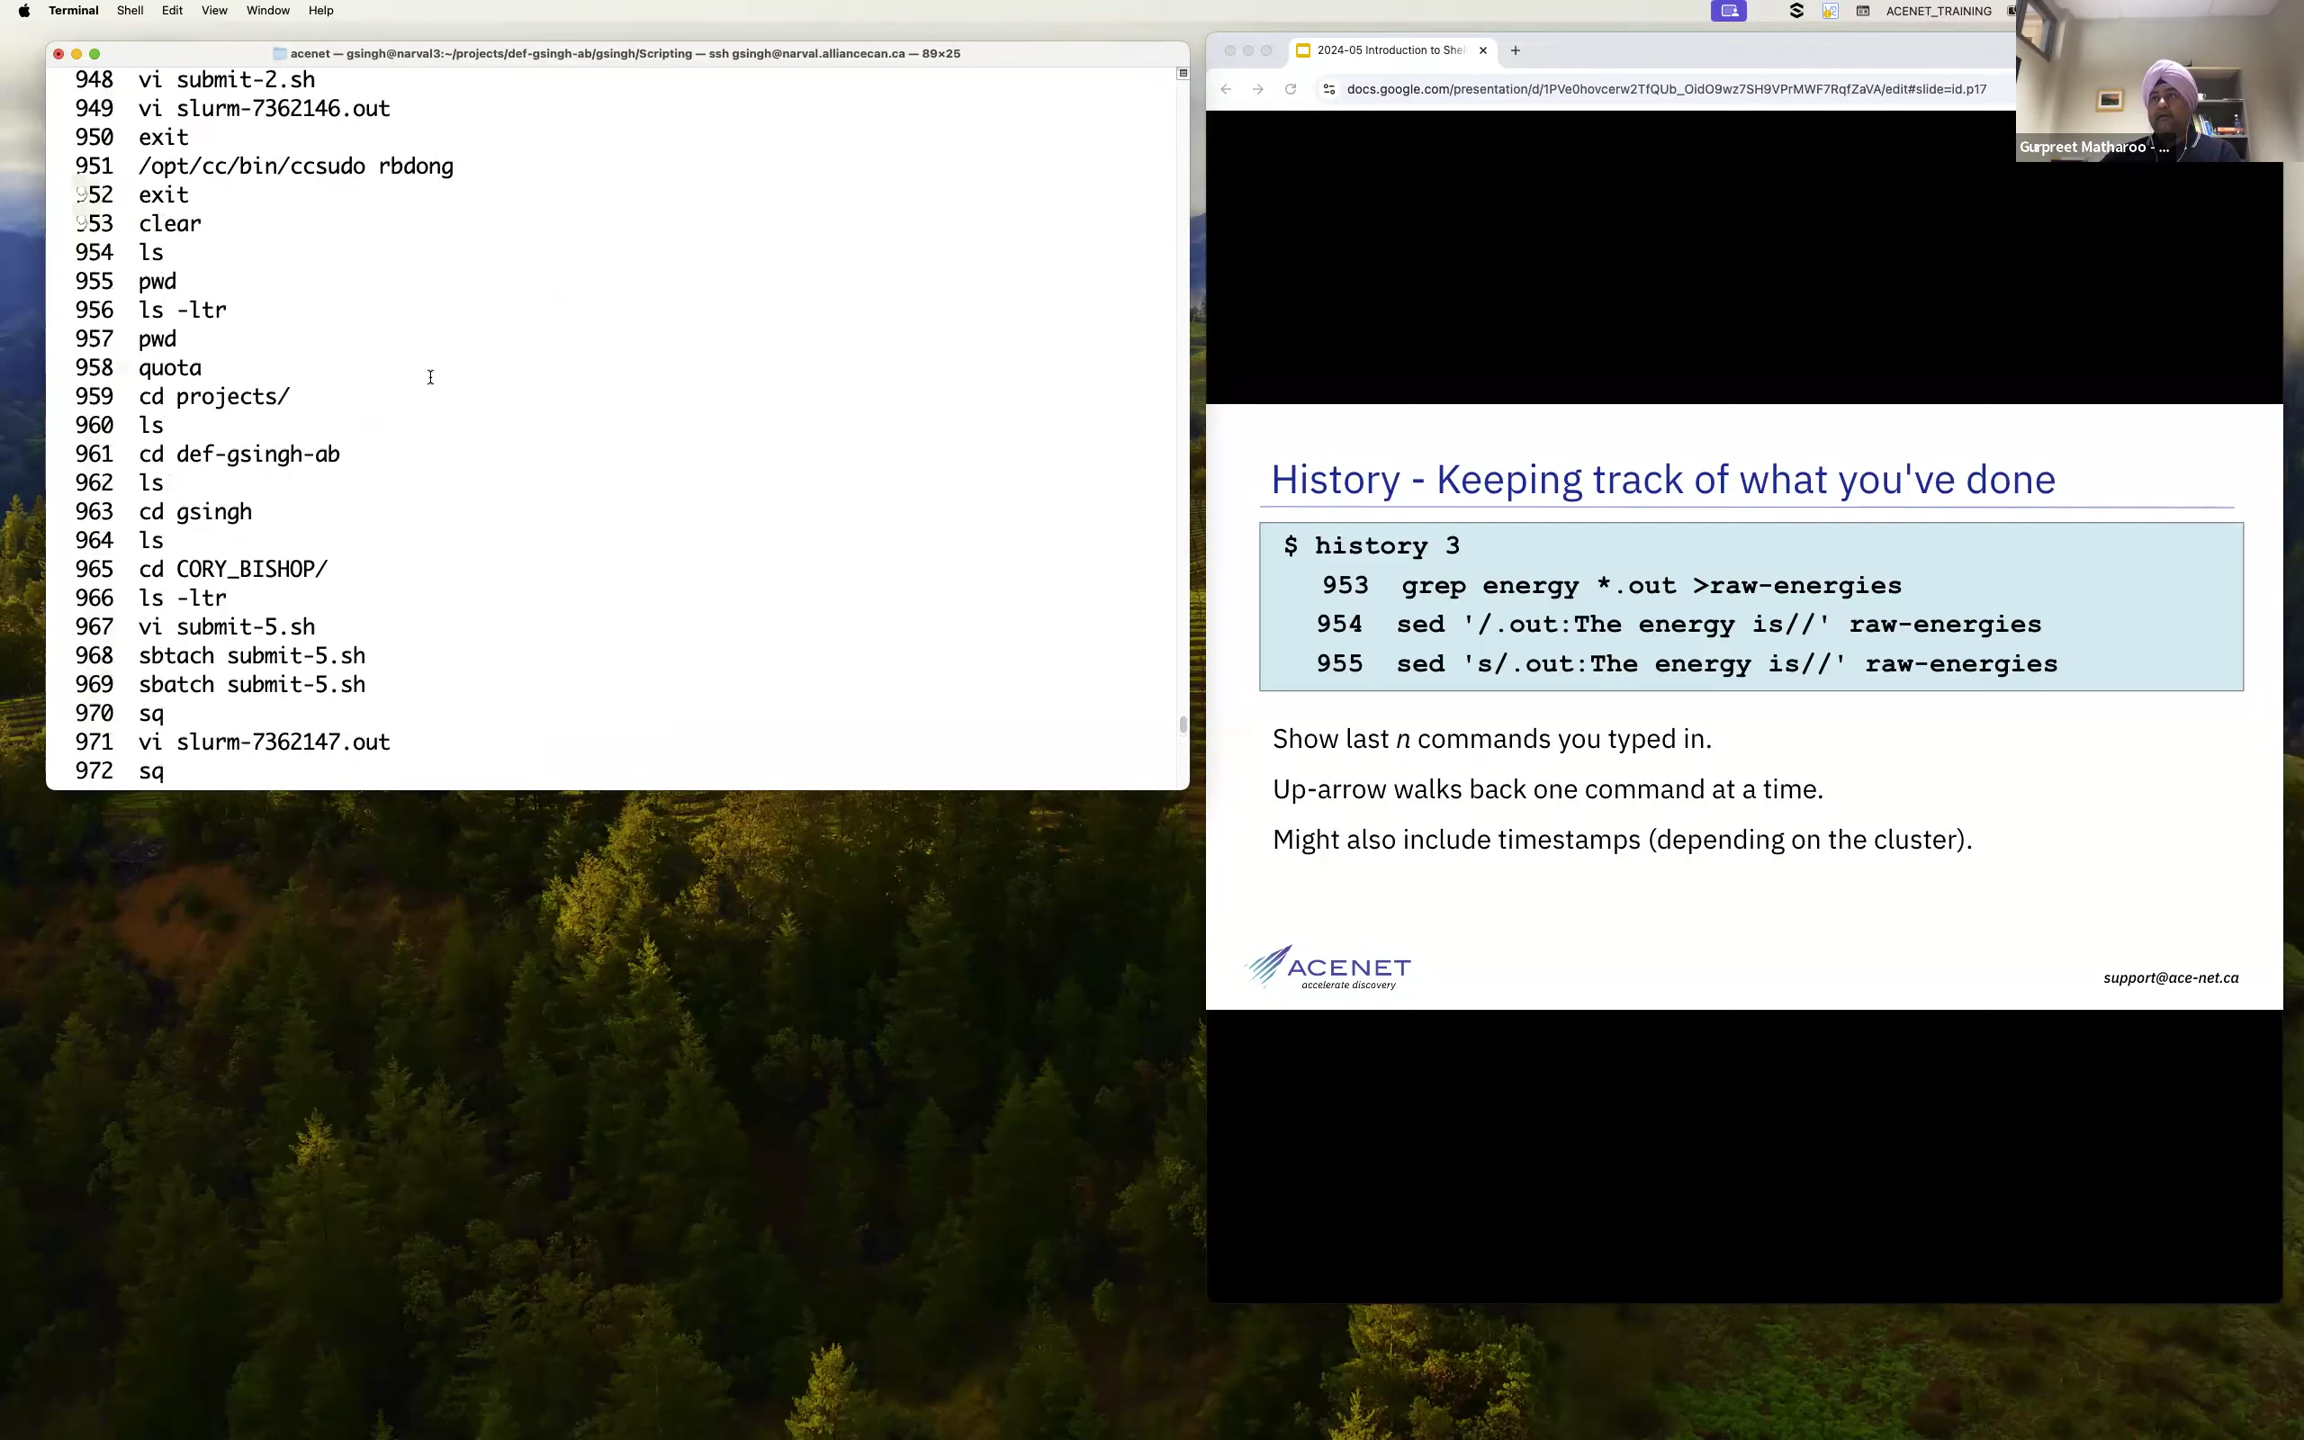 Terminal Shell Edit View Window Help
ACENET_TRAINING
acenet — gsingh@narval3:~/projects/def-gsingh-ab/gsingh/Scripting — ssh gsingh@narval.alliancecan.ca — 89×25
948 vi submit-2.sh
949 vi slurm-7362146.out
950 exit
951 /opt/cc/bin/ccsudo rbdong
952 exit
953 clear
954 ls
955 pwd
956 ls -ltr
957 pwd
958 quota
959 cd projects/
960 ls
961 cd def-gsingh-ab
962 ls
963 cd gsingh
964 ls
965 cd CORY_BISHOP/
966 ls -ltr
967 vi submit-5.sh
968 sbtach submit-5.sh
969 sbatch submit-5.sh
970 sq
971 vi slurm-7362147.out
972 sq
2024-05 Introduction to She
docs.google.com/presentation/d/1PVe0hovcerw2TfQUb_OidO9wz7SH9VPrMWF7RqfZaVA/edit#slide=id.p17
Gurpreet Matharoo - ...
History - Keeping track of what you've done
$ history 3
953 grep energy *.out >raw-energies
954 sed '/.out:The energy is//' raw-energies
955 sed 's/.out:The energy is//' raw-energies
Show last n commands you typed in.
Up-arrow walks back one command at a time.
Might also include timestamps (depending on the cluster).
ACENET
accelerate discovery
support@ace-net.ca